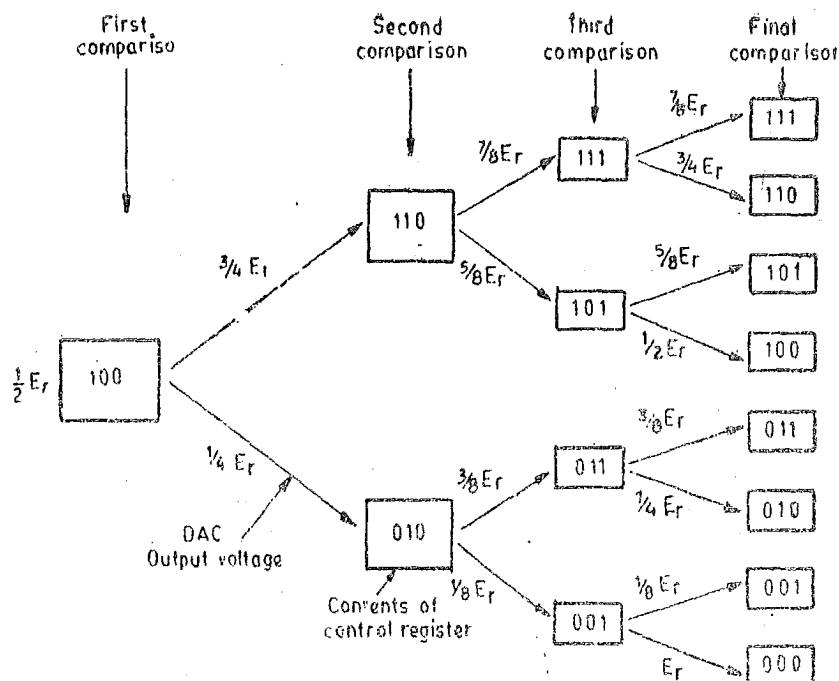 First
compariso
Second
comparison
Third
comparison
Final
comparison
1/2 Er
100
3/4 Er
1/4 Er
DAC
Output voltage
110
010
Contents of
control register
7/8 Er
5/8 Er
3/8 Er
1/8 Er
111
101
011
001
7/8 Er
3/4 Er
5/8 Er
1/2 Er
3/8 Er
1/4 Er
1/8 Er
Er
111
110
101
100
011
010
001
000